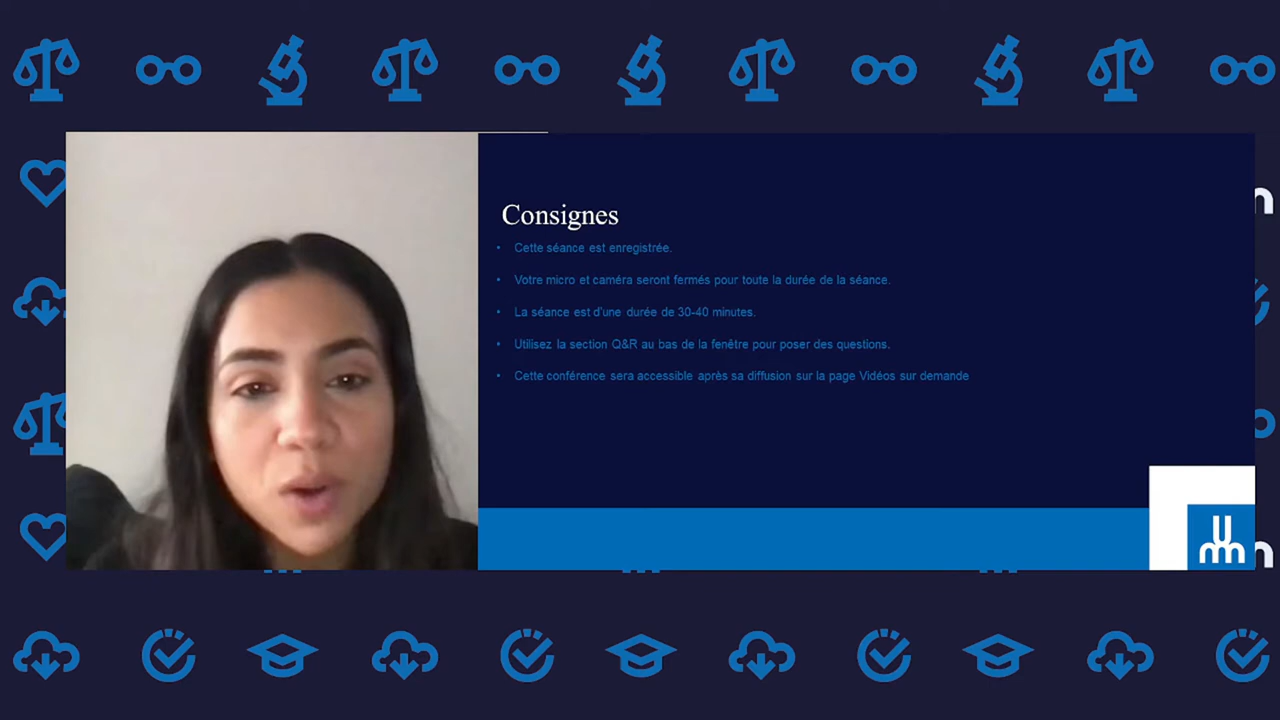 Consignes
• Cette séance est enregistrée.
• Votre micro et caméra seront fermés pour toute la durée de la séance.
• La séance est d'une durée de 30-40 minutes.
• Utilisez la section Q&R au bas de la fenêtre pour poser des questions.
• Cette conférence sera accessible après sa diffusion sur la page Vidéos sur demande